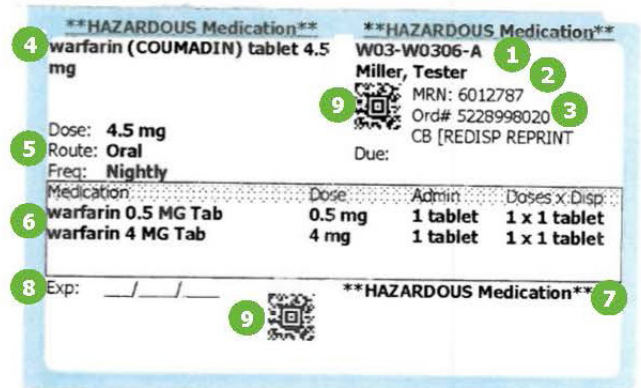 **HAZARDOUS Medication** **HAZARDOUS Medication**
4 warfarin (COUMADIN) tablet 4.5 mg
W03-W0306-A 1
Miller, Tester 2
9 MRN: 6012787
Ord# 5228998020 3
CB [REDISP REPRINT
Due:
Dose: 4.5 mg
5 Route: Oral
Freq: Nightly
Medication Dose Admin Doses x Disp
6 warfarin 0.5 MG Tab 0.5 mg 1 tablet 1 x 1 tablet
warfarin 4 MG Tab 4 mg 1 tablet 1 x 1 tablet
8 Exp: __/__/__ **HAZARDOUS Medication** 7
9